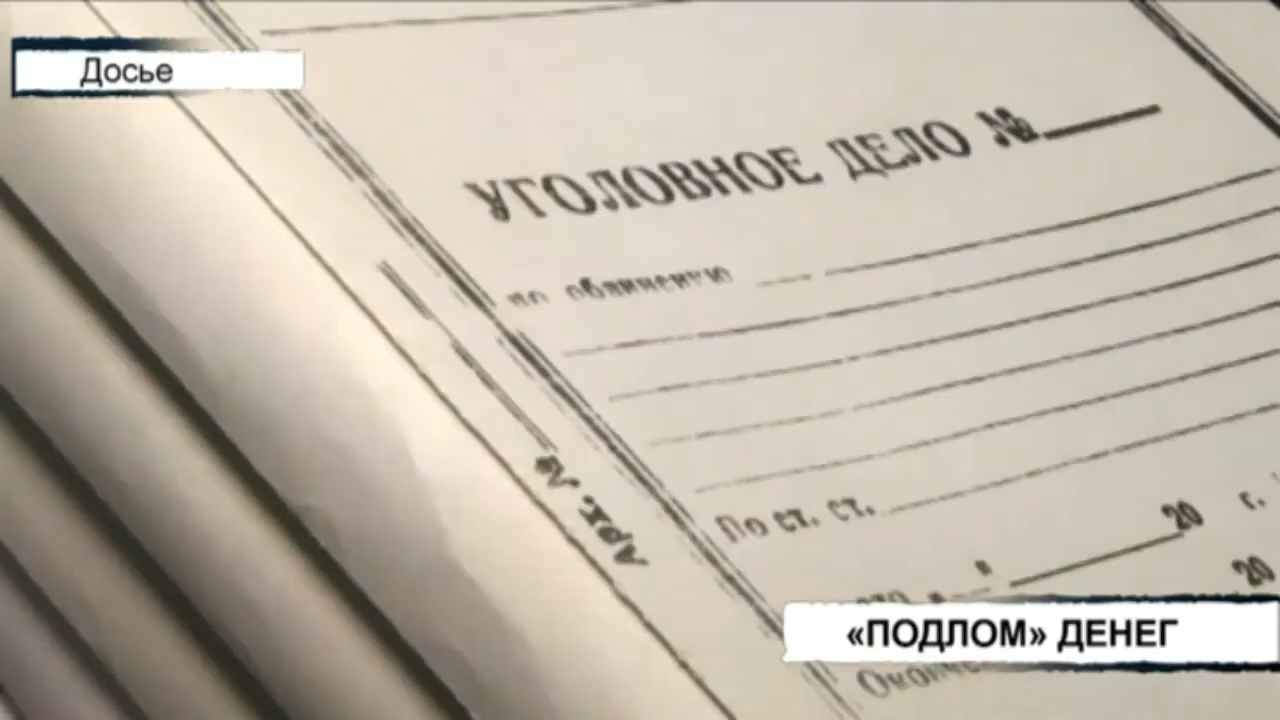 Досье
УГОЛОВНОЕ ДЕЛО №
по обвинению
Арх. №
По ст. ст.
20 г.
20
«ПОДЛОМ» ДЕНЕГ